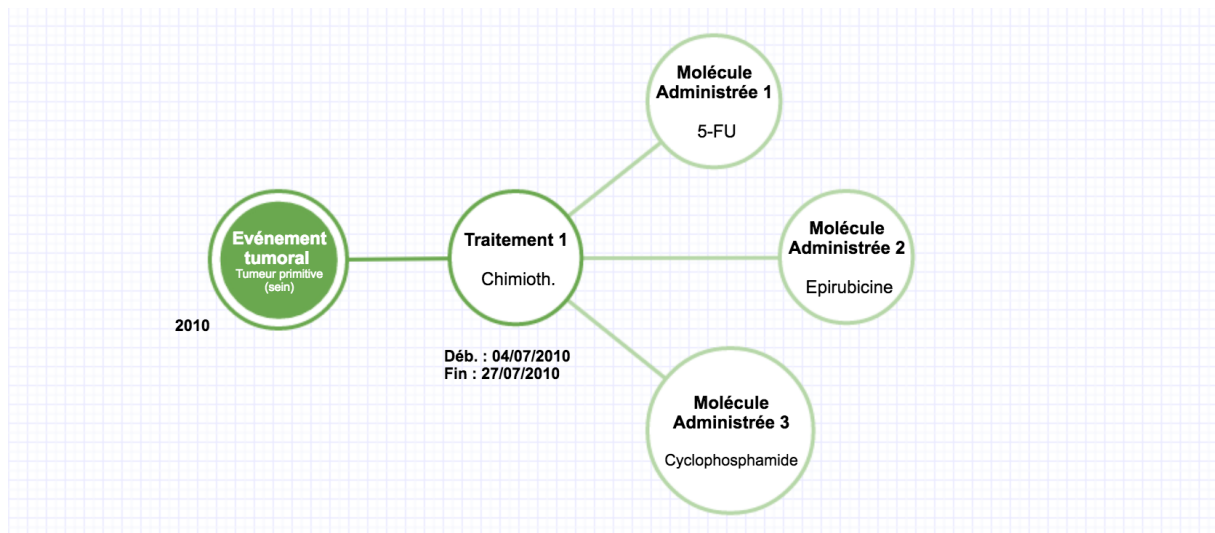 Evénement
tumoral
Tumeur primitive
(sein)
2010
Traitement 1
Chimioth.
Déb. : 04/07/2010
Fin : 27/07/2010
Molécule
Administrée 1
5-FU
Molécule
Administrée 2
Epirubicine
Molécule
Administrée 3
Cyclophosphamide